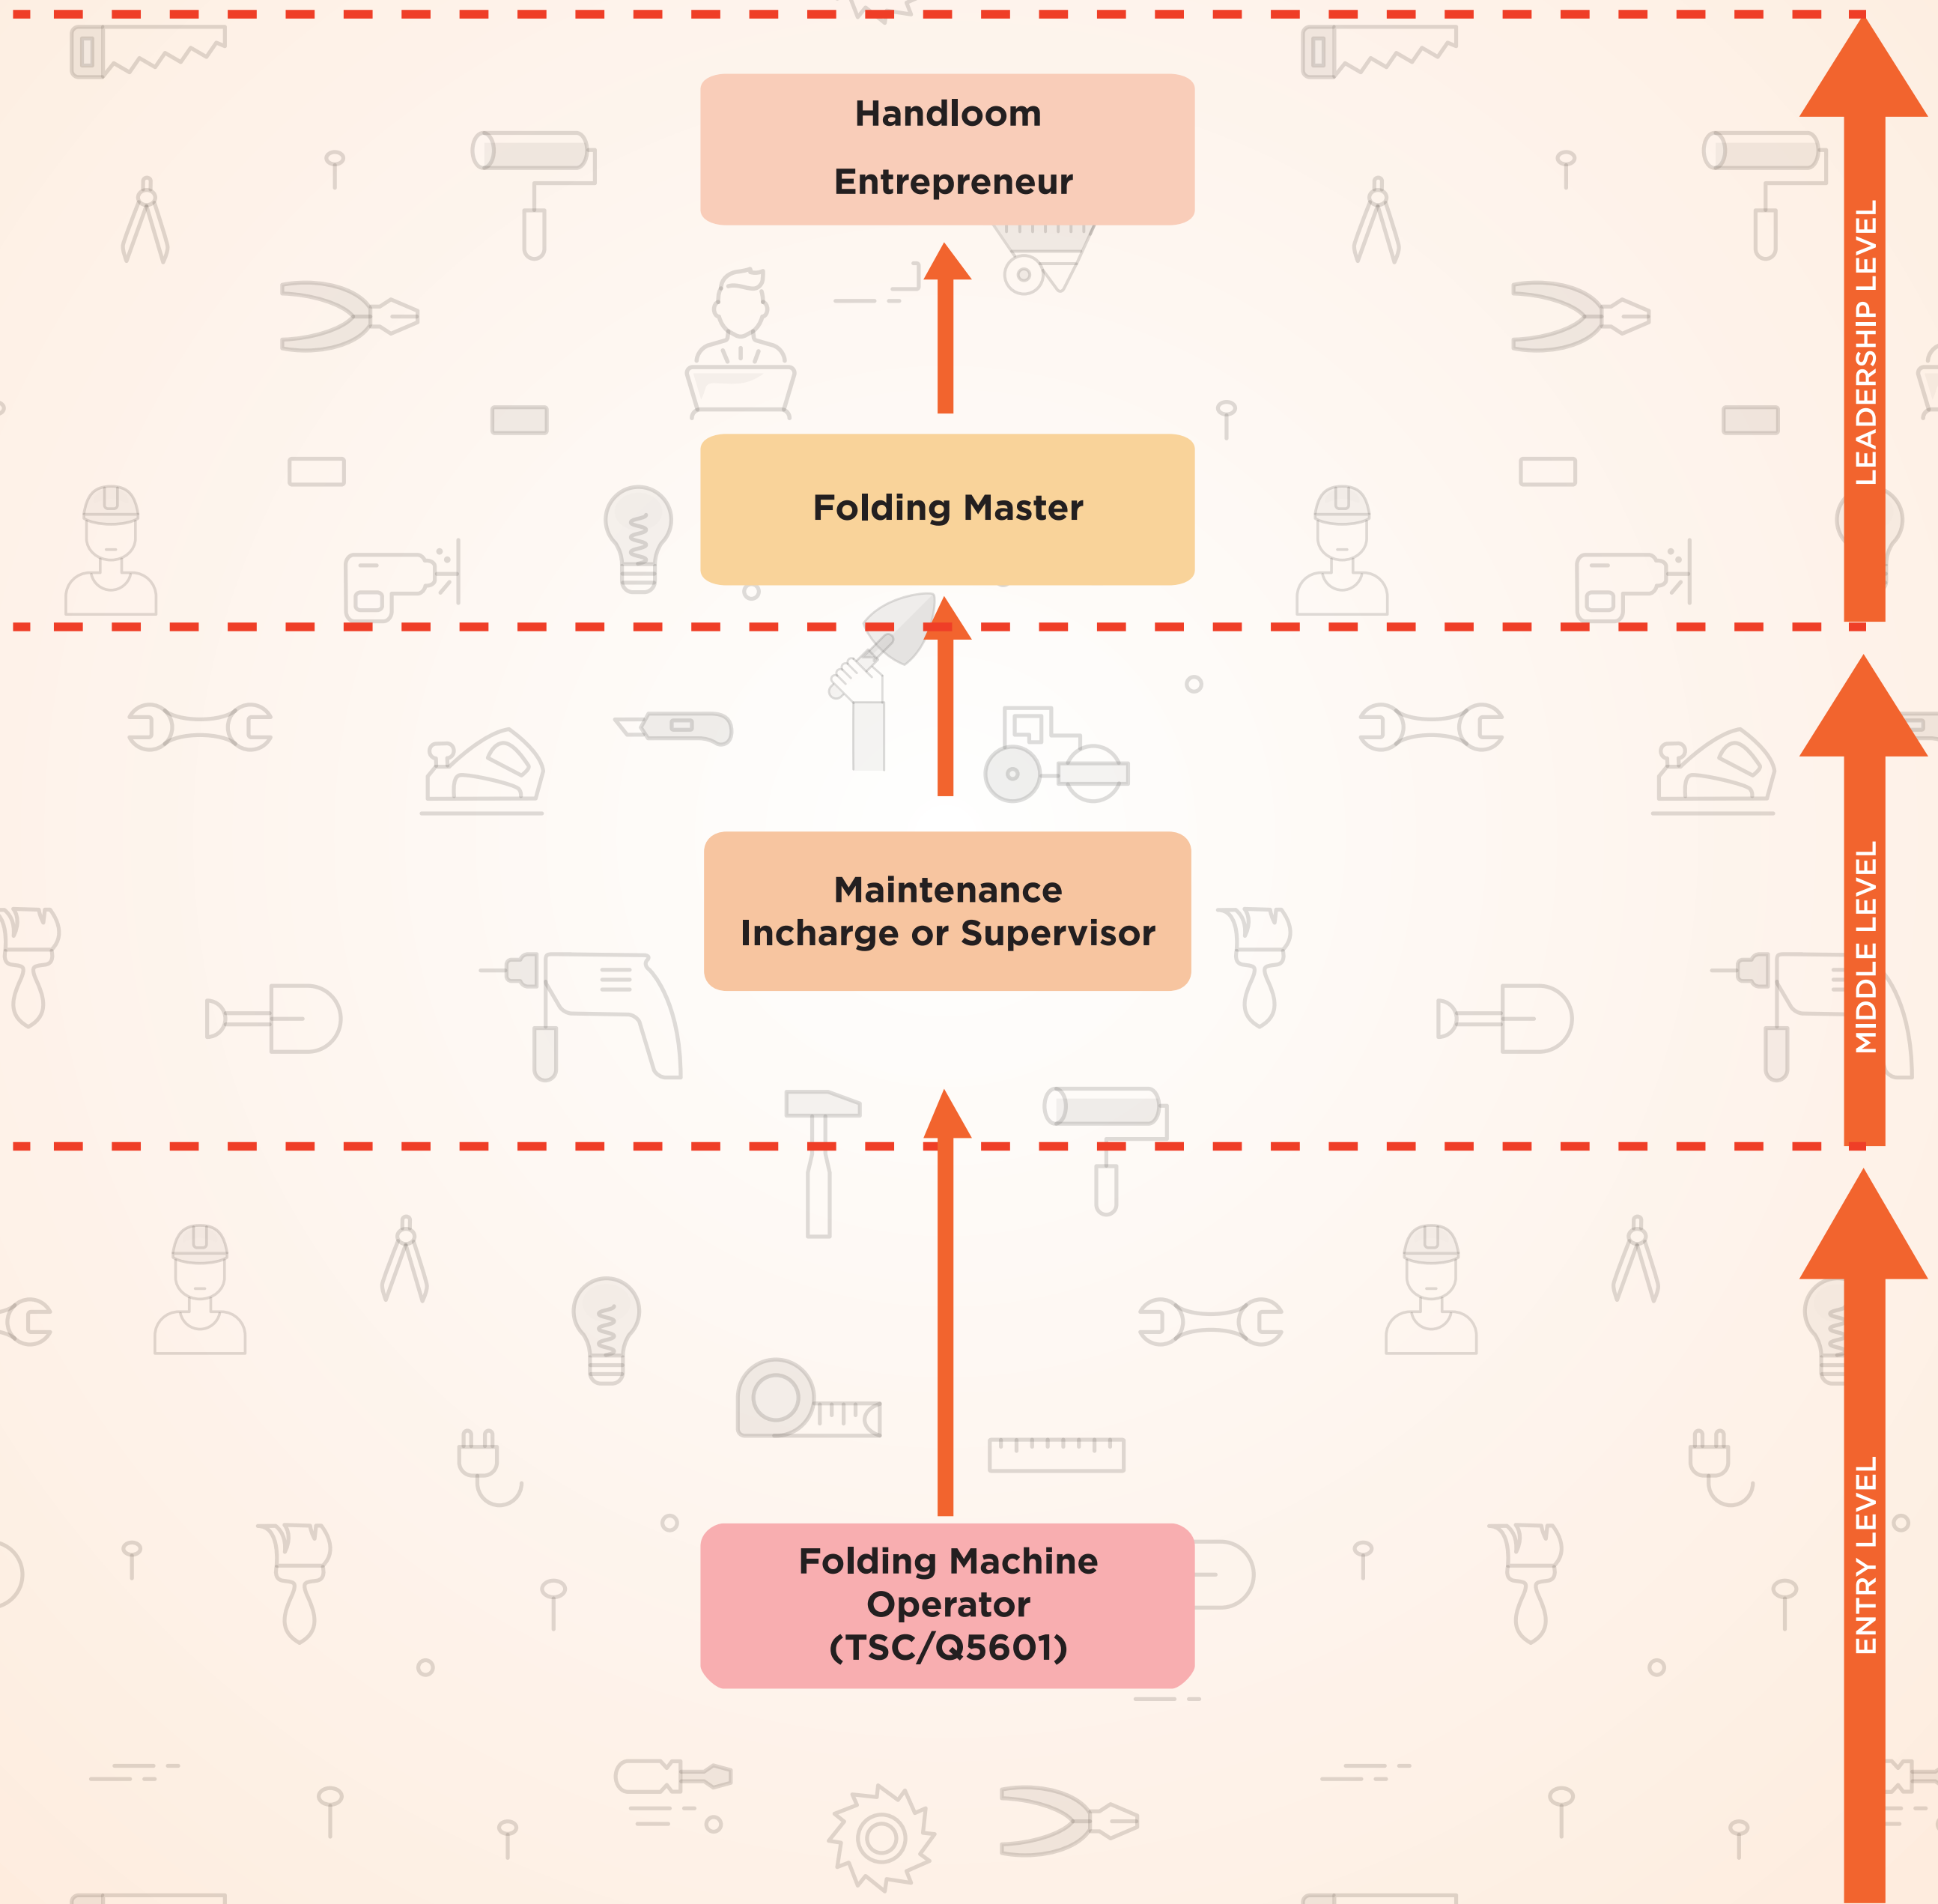 Handloom
Entrepreneur
LEADERSHIP LEVEL
Folding Master
Maintenance
Incharge or Supervisor
MIDDLE LEVEL
Folding Machine
Operator
(TSC/Q5601)
ENTRY LEVEL